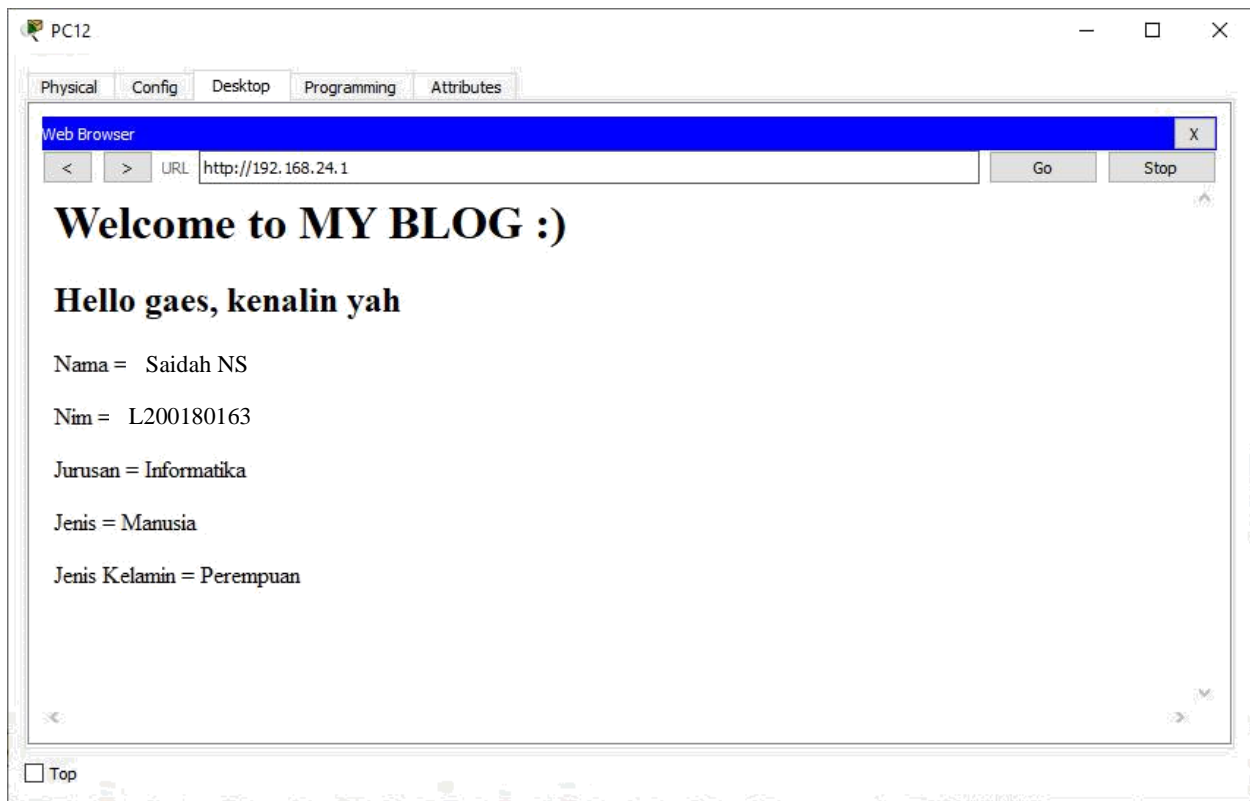 PC12
Physical Config Desktop Programming Attributes
Web Browser X
< > URL http://192.168.24.1 Go Stop
Welcome to MY BLOG :)
Hello gaes, kenalin yah
Nama = Saidah NS
Nim = L200180163
Jurusan = Informatika
Jenis = Manusia
Jenis Kelamin = Perempuan
Top